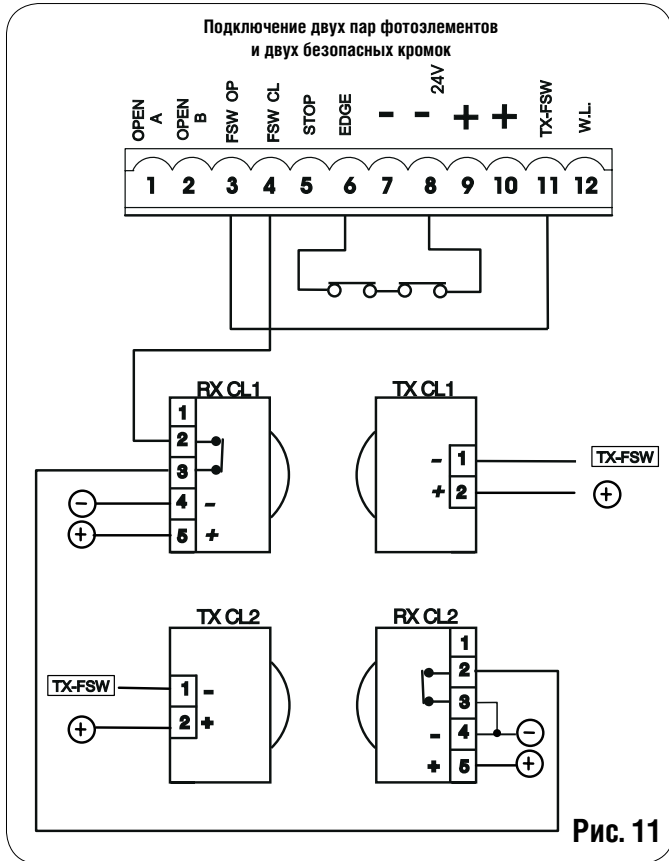 Подключение двух пар фотоэлементов
и двух безопасных кромок
OPEN A
OPEN B
FSW OP
FSW CL
STOP
EDGE
-
-
24V
+
+
TX-FSW
W.L.
1 2 3 4 5 6 7 8 9 10 11 12
RX CL1
1
2
3
- 4 -
+ 5 +
TX CL1
- 1 TX-FSW
+ 2 +
TX CL2
TX-FSW 1 -
+ 2 +
RX CL2
1
2
3
- 4 -
+ 5 +
Рис. 11